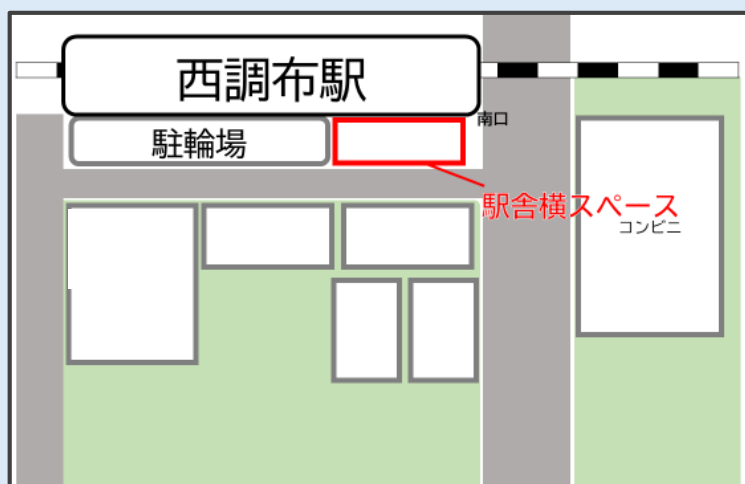 西調布駅
南口
駐輪場
駅舎横スペース
コンビニ